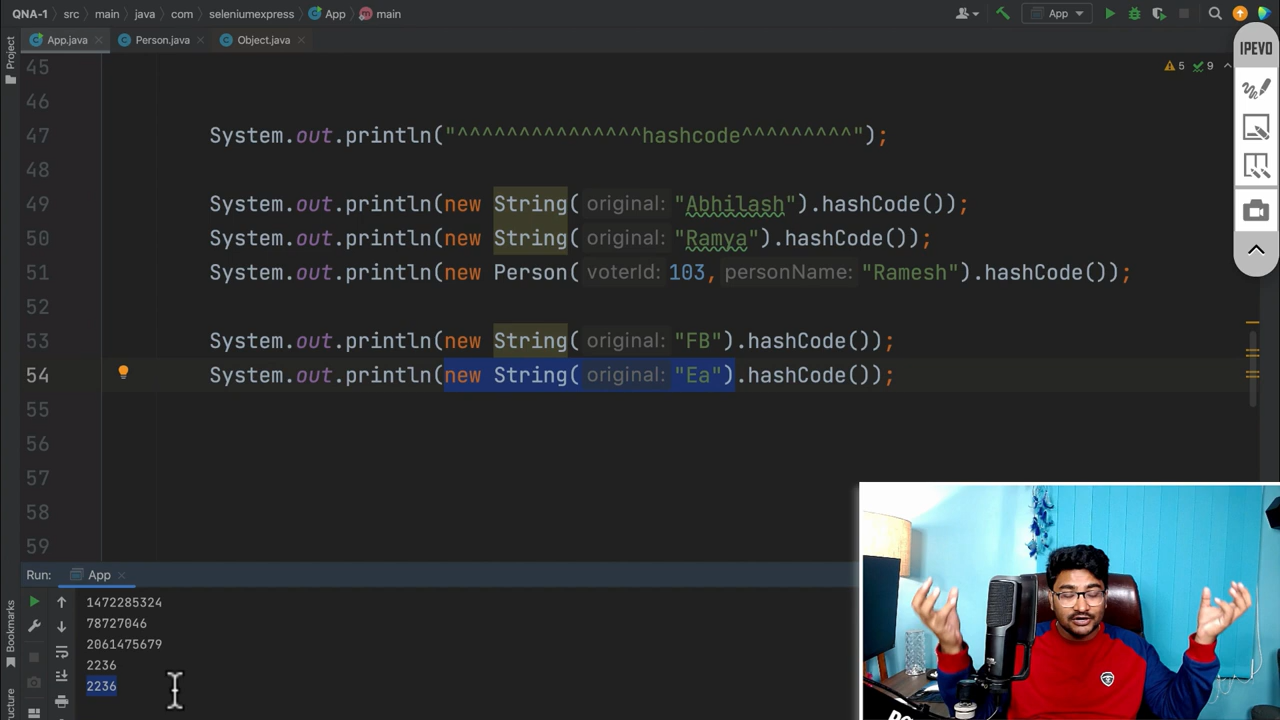 QNA-1 src main java com seleniumexpress App main App
App.java Person.java Object.java
IPEVO
Project
5 9
45
46
47 System.out.println("^^^^^^^^^^^^^^^hashcode^^^^^^^^^");
48
49 System.out.println(new String( original: "Abhilash").hashCode());
50 System.out.println(new String( original: "Ramya").hashCode());
51 System.out.println(new Person( voterId: 103, personName: "Ramesh").hashCode());
52
53 System.out.println(new String( original: "FB").hashCode());
54 System.out.println(new String( original: "Ea").hashCode());
55
56
57
58
59
Run: App
1472285324
78727046
2061475679
2236
2236
Bookmarks